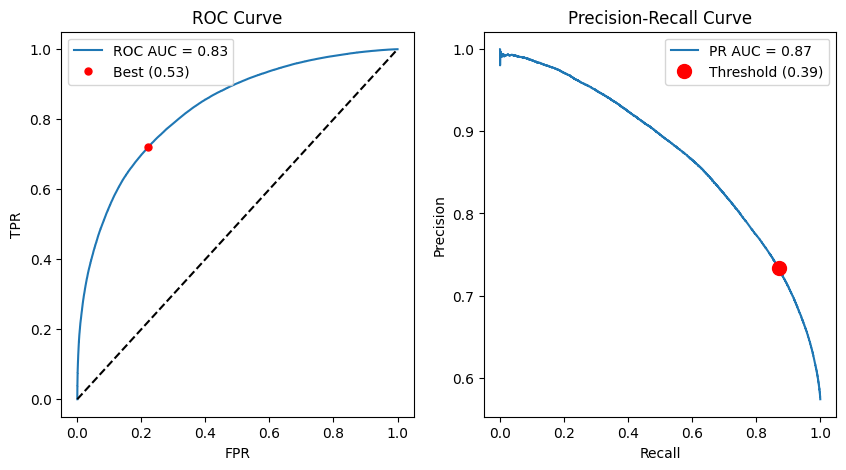 ROC Curve
ROC AUC = 0.83
Best (0.53)
1.0
0.8
0.6
0.4
0.2
0.0
TPR
0.0 0.2 0.4 0.6 0.8 1.0
FPR
Precision-Recall Curve
PR AUC = 0.87
Threshold (0.39)
1.0
0.9
0.8
0.7
0.6
Precision
0.0 0.2 0.4 0.6 0.8 1.0
Recall